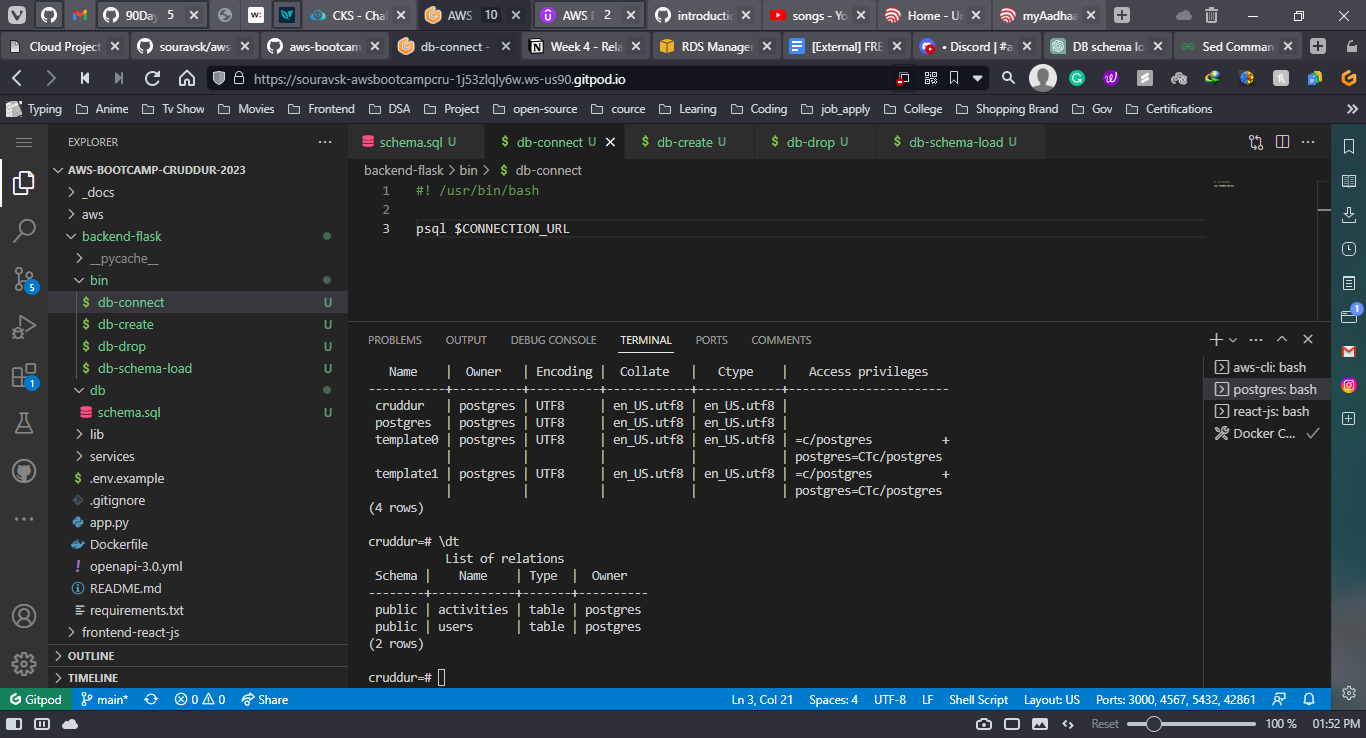 90Day 5
CKS - Chal
AWS 10
AWS E 2
introductic
songs - Yo
Home - Ur
myAadhaa
Cloud Project
souravsk/aws
aws-bootcam
db-connect -
Week 4 - Rela
RDS Manager
[External] FRE
• Discord | #a
DB schema lo
Sed Comman
https://souravsk-awsbootcampcru-1j53zlqly6w.ws-us90.gitpod.io
Typing
Anime
Tv Show
Movies
Frontend
DSA
Project
open-source
cource
Learing
Coding
job_apply
College
Shopping Brand
Gov
Certifications
EXPLORER
AWS-BOOTCAMP-CRUDDUR-2023
_docs
aws
backend-flask
__pycache__
bin
db-connect U
db-create U
db-drop U
db-schema-load U
db
schema.sql U
lib
services
.env.example
.gitignore
app.py
Dockerfile
openapi-3.0.yml
README.md
requirements.txt
frontend-react-js
OUTLINE
TIMELINE
5
1
schema.sql U
db-connect U
db-create U
db-drop U
db-schema-load U
backend-flask > bin > $ db-connect
1 #! /usr/bin/bash
2
3 psql $CONNECTION_URL
PROBLEMS OUTPUT DEBUG CONSOLE TERMINAL PORTS COMMENTS
Name | Owner | Encoding | Collate | Ctype | Access privileges
-----------+----------+----------+------------+------------+-----------------------
cruddur | postgres | UTF8 | en_US.utf8 | en_US.utf8 |
postgres | postgres | UTF8 | en_US.utf8 | en_US.utf8 |
template0 | postgres | UTF8 | en_US.utf8 | en_US.utf8 | =c/postgres +
| | | | | postgres=CTc/postgres
template1 | postgres | UTF8 | en_US.utf8 | en_US.utf8 | =c/postgres +
| | | | | postgres=CTc/postgres
(4 rows)
cruddur=# \dt
List of relations
Schema | Name | Type | Owner
--------+------------+-------+----------
public | activities | table | postgres
public | users | table | postgres
(2 rows)
cruddur=#
aws-cli: bash
postgres: bash
react-js: bash
Docker C...
1
Gitpod main* 0 0 Share
Ln 3, Col 21 Spaces: 4 UTF-8 LF Shell Script Layout: US Ports: 3000, 4567, 5432, 42861
Reset 100 % 01:52 PM